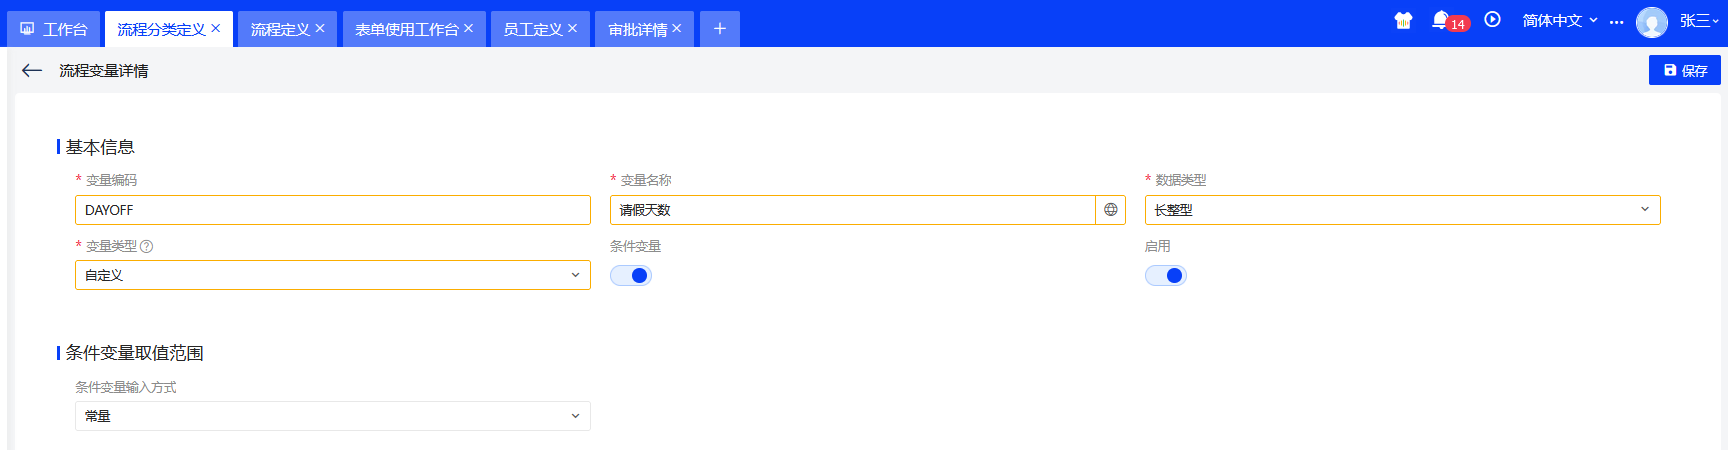 工作台 流程分类定义 × 流程定义 × 表单使用工作台 × 员工定义 × 审批详情 × + 14 简体中文 ··· 张三
← 流程变量详情 保存
基本信息
* 变量编码 * 变量名称 * 数据类型
DAYOFF 请假天数 长整型
* 变量类型 ? 条件变量 启用
自定义
条件变量取值范围
条件变量输入方式
常量